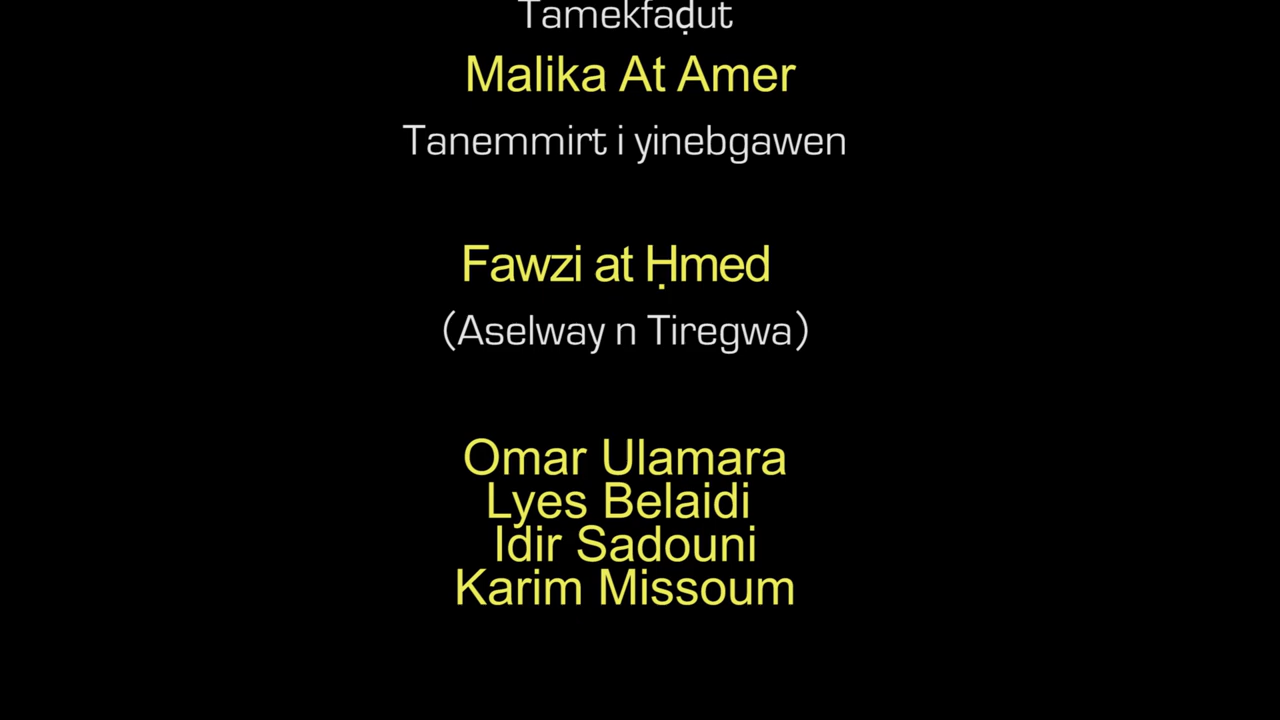 Tamekfaḍut
Malika At Amer
Tanemmirt i yinebgawen
Fawzi at Ḥmed
(Aselway n Tiregwa)
Omar Ulamara
Lyes Belaidi
Idir Sadouni
Karim Missoum